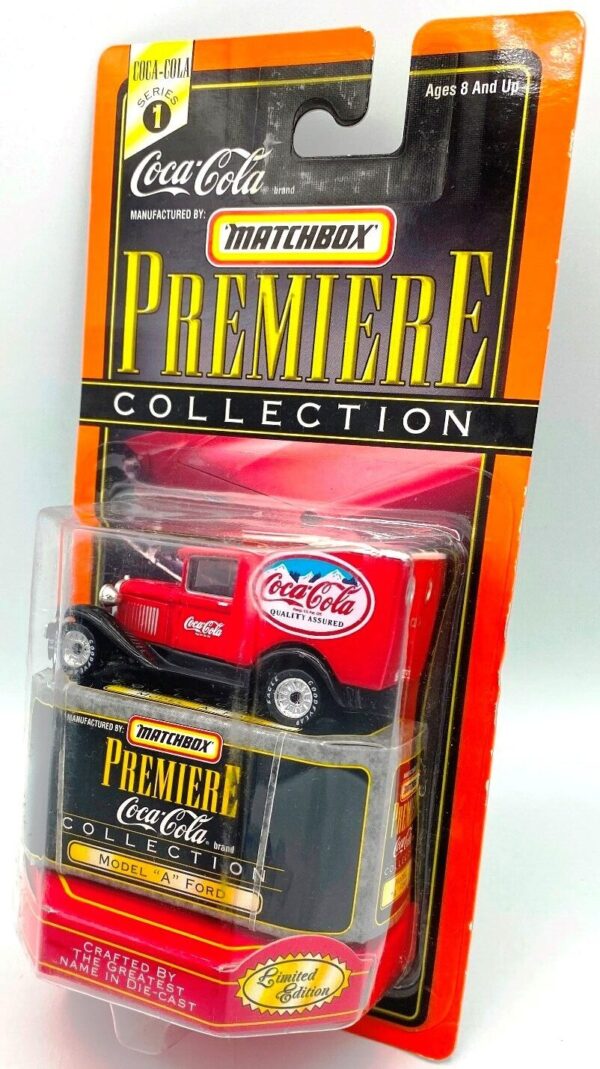 COCA-COLA
SERIES
1
Ages 8 And Up
Coca-Cola brand
MANUFACTURED BY:
MATCHBOX
PREMIERE
COLLECTION
Coca-Cola
QUALITY ASSURED
Coca-Cola
EAGLE GOODYEAR
MANUFACTURED BY:
MATCHBOX
PREMIERE
Coca-Cola brand
COLLECTION
MODEL "A" FORD
CRAFTED BY
THE GREATEST
NAME IN DIE-CAST
Limited
Edition